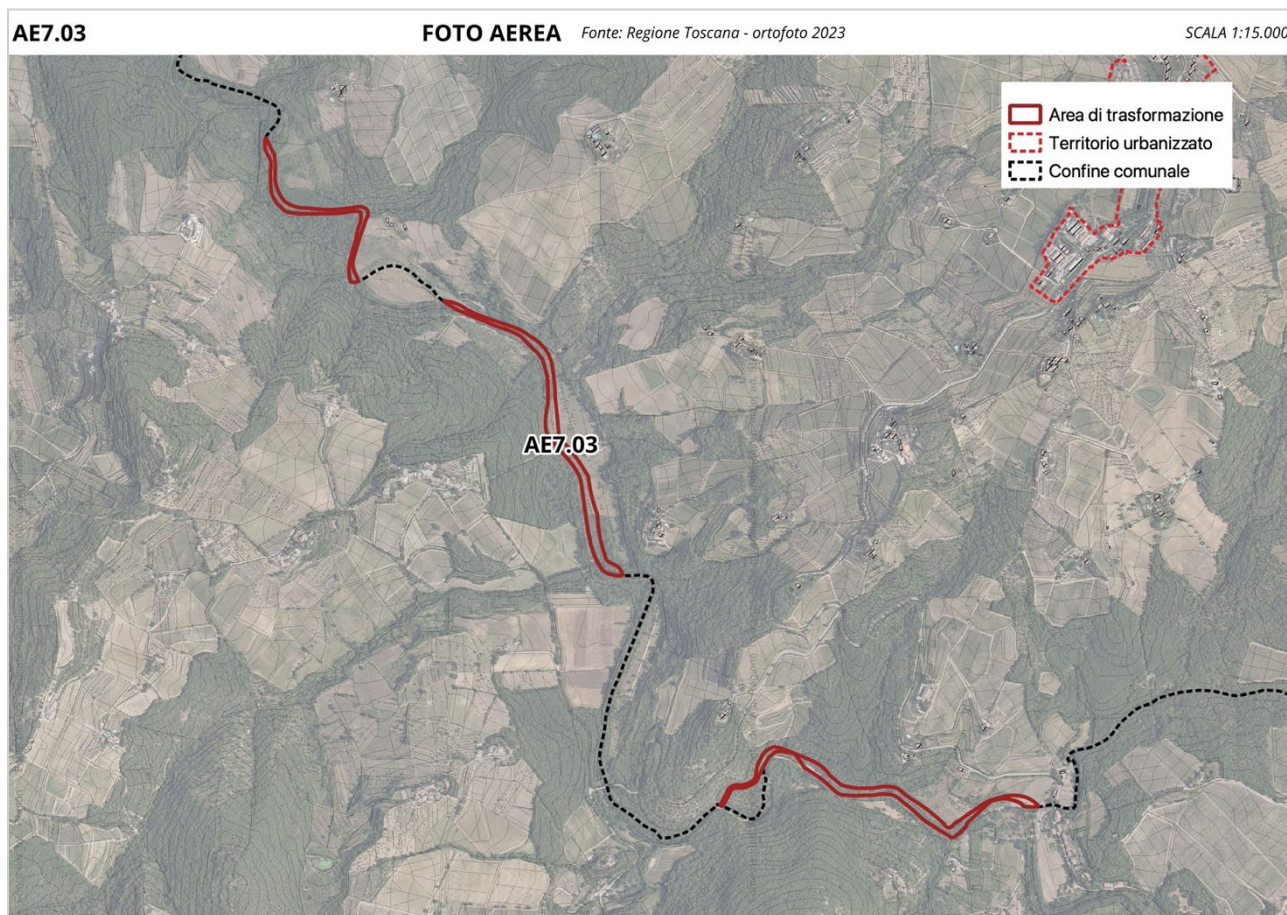 AE7.03 FOTO AEREA Fonte: Regione Toscana - ortofoto 2023 SCALA 1:15.000
Area di trasformazione
Territorio urbanizzato
Confine comunale
AE7.03